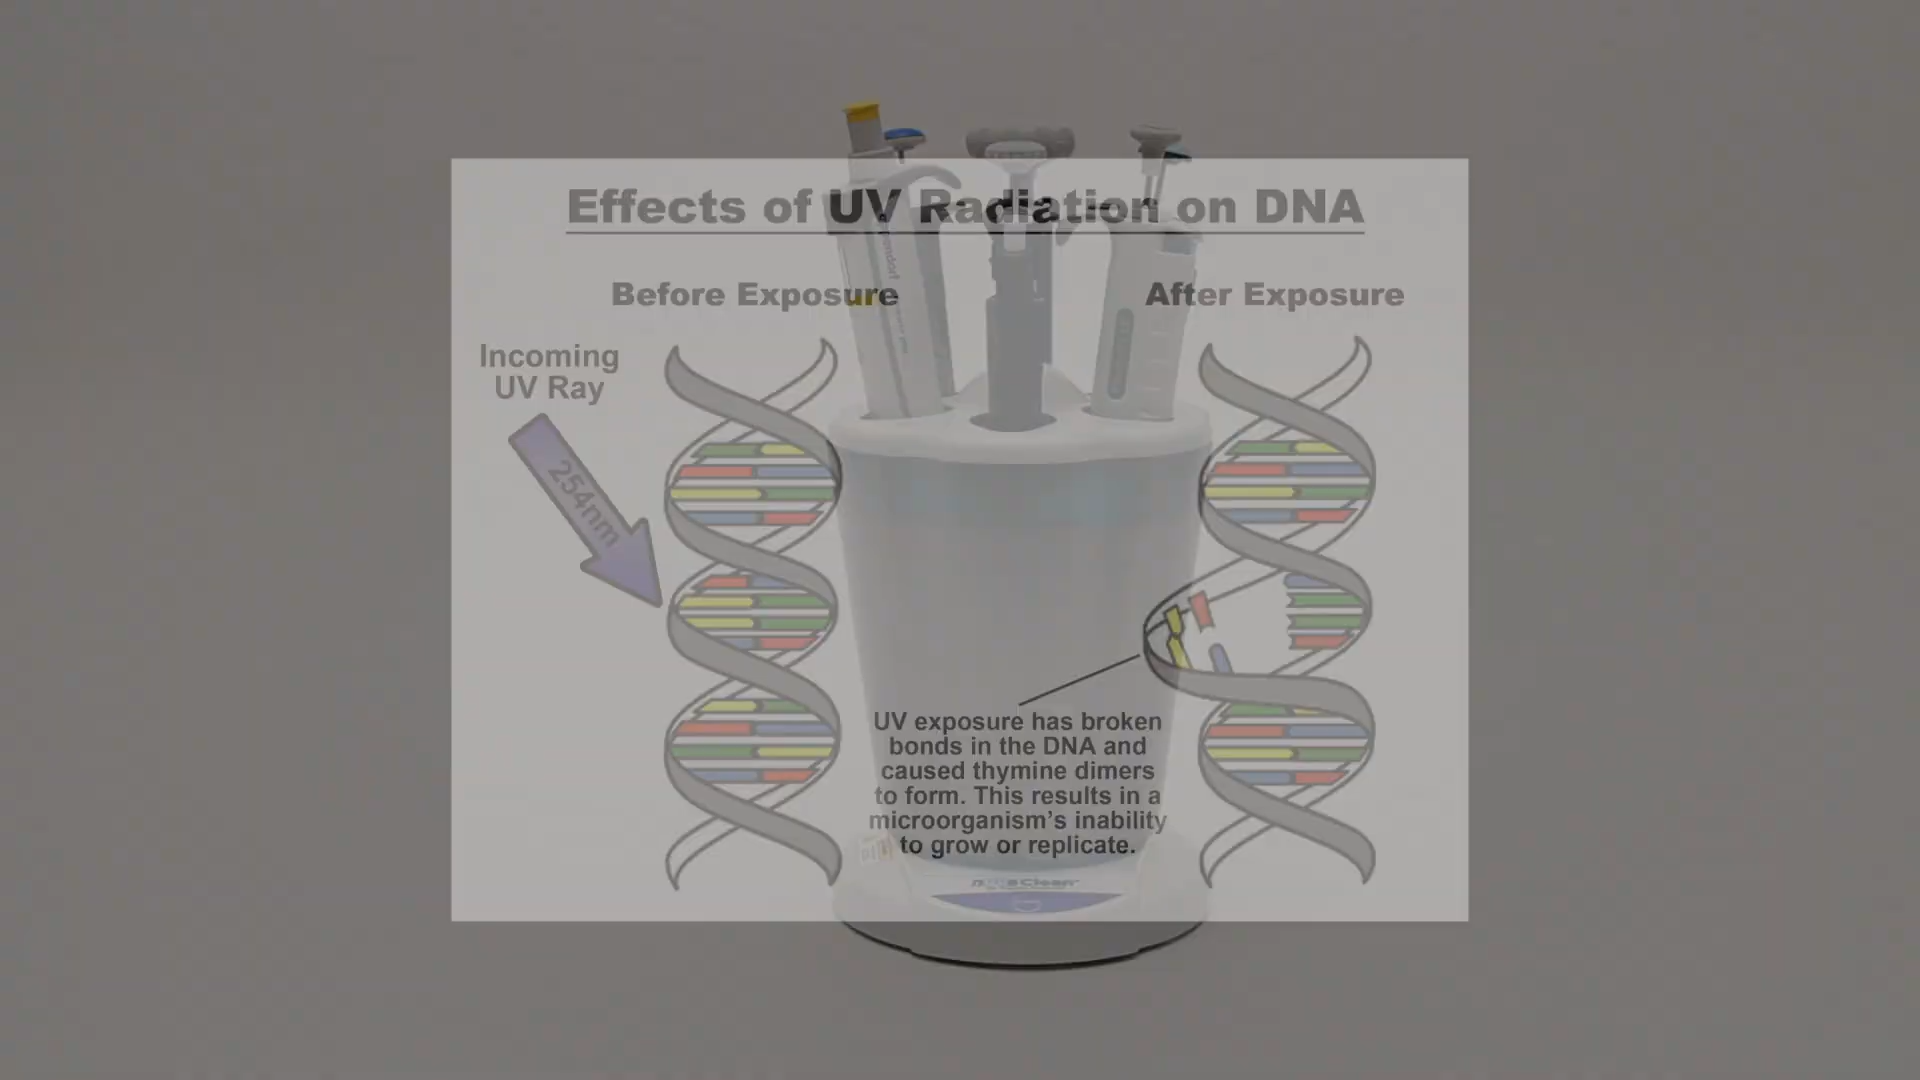 Effects of UV Radiation on DNA
Before Exposure
After Exposure
Incoming
UV Ray
254nm
UV exposure has broken
bonds in the DNA and
caused thymine dimers
to form. This results in a
microorganism's inability
to grow or replicate.
Clean